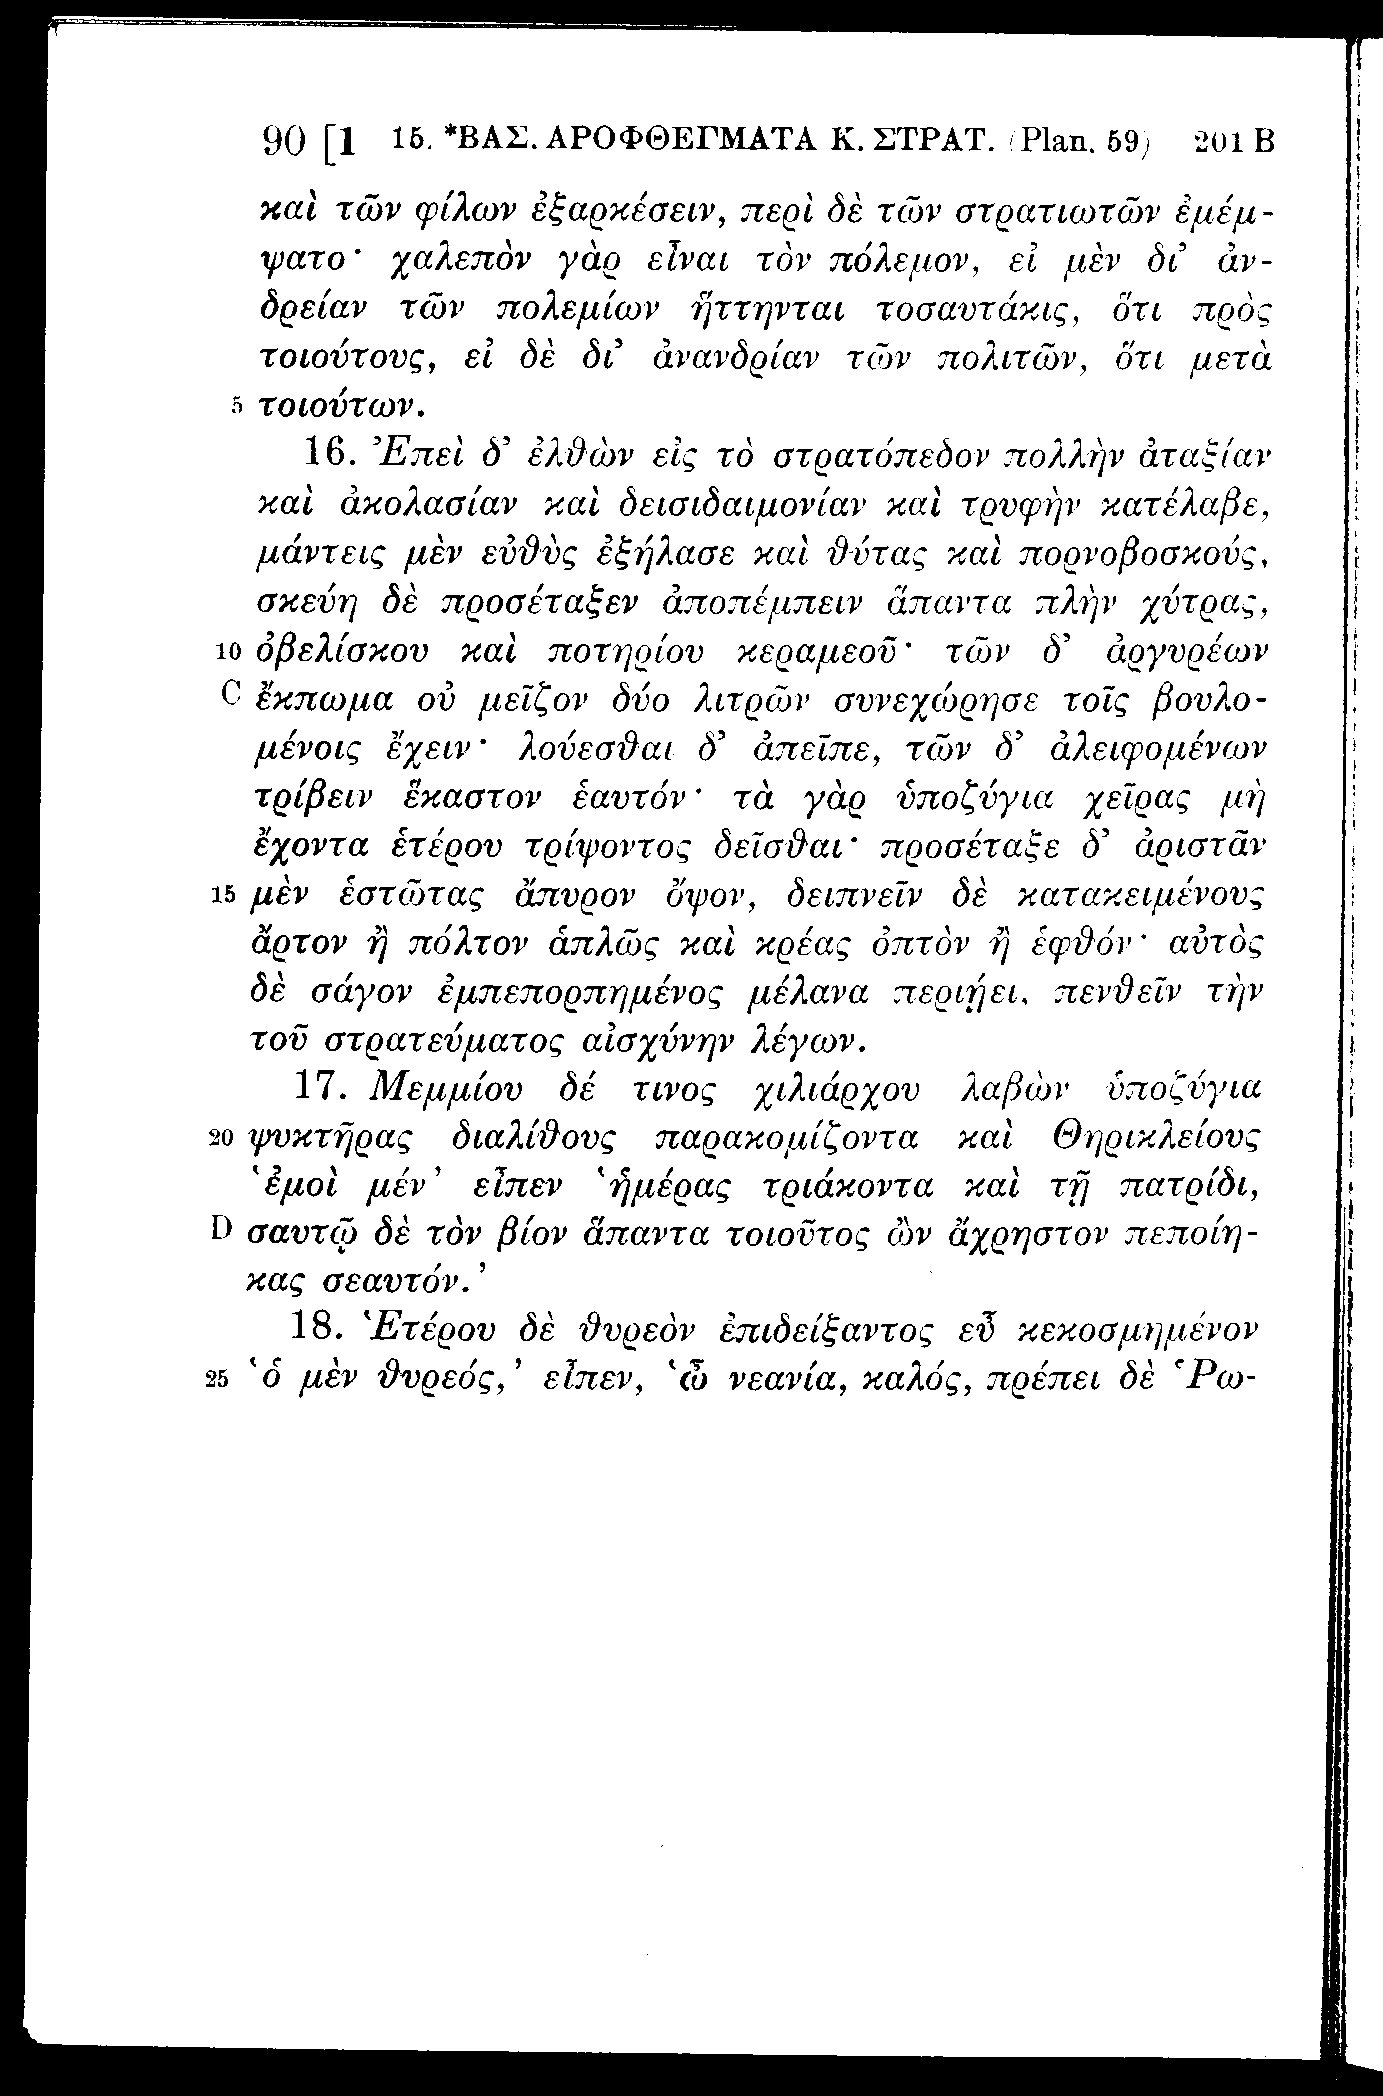 90 [1 15. *ΒΑΣ. ΑΡΟΦΘΕΓΜΑΤΑ Κ. ΣΤΡΑΤ. (Plan. 59) 201 B
καὶ τῶν φίλων ἐξαρκέσειν, περὶ δὲ τῶν στρατιωτῶν ἐμέμ-
ψατο· χαλεπὸν γὰρ εἶναι τὸν πόλεμον, εἰ μὲν δι’ ἀν-
δρείαν τῶν πολεμίων ἥττηνται τοσαυτάκις, ὅτι πρὸς
τοιούτους, εἰ δὲ δι’ ἀνανδρίαν τῶν πολιτῶν, ὅτι μετὰ
5 τοιούτων.
16. Ἐπεὶ δ’ ἐλθὼν εἰς τὸ στρατόπεδον πολλὴν ἀταξίαν
καὶ ἀκολασίαν καὶ δεισιδαιμονίαν καὶ τρυφὴν κατέλαβε,
μάντεις μὲν εὐθὺς ἐξήλασε καὶ θύτας καὶ πορνοβοσκούς,
σκεύη δὲ προσέταξεν ἀποπέμπειν ἅπαντα πλὴν χύτρας,
10 ὀβελίσκου καὶ ποτηρίου κεραμεοῦ· τῶν δ’ ἀργυρέων
C ἔκπωμα οὐ μεῖζον δύο λιτρῶν συνεχώρησε τοῖς βουλο-
μένοις ἔχειν· λούεσθαι δ’ ἀπεῖπε, τῶν δ’ ἀλειφομένων
τρίβειν ἕκαστον ἑαυτόν· τὰ γὰρ ὑποζύγια χεῖρας μὴ
ἔχοντα ἑτέρου τρίψοντος δεῖσθαι· προσέταξε δ’ ἀριστᾶν
15 μὲν ἑστῶτας ἄπυρον ὄψον, δειπνεῖν δὲ κατακειμένους
ἄρτον ἢ πόλτον ἁπλῶς καὶ κρέας ὀπτὸν ἢ ἑφθόν· αὐτὸς
δὲ σάγον ἐμπεπορπημένος μέλανα περιῄει, πενθεῖν τὴν
τοῦ στρατεύματος αἰσχύνην λέγων.
17. Μεμμίου δέ τινος χιλιάρχου λαβὼν ὑποζύγια
20 ψυκτῆρας διαλίθους παρακομίζοντα καὶ Θηρικλείους
‘ἐμοὶ μέν’ εἶπεν ‘ἡμέρας τριάκοντα καὶ τῇ πατρίδι,
D σαυτῷ δὲ τὸν βίον ἅπαντα τοιοῦτος ὢν ἄχρηστον πεποίη-
κας σεαυτόν.’
18. Ἑτέρου δὲ θυρεὸν ἐπιδείξαντος εὖ κεκοσμημένον
25 ‘ὁ μὲν θυρεός,’ εἶπεν, ‘ὦ νεανία, καλός, πρέπει δὲ Ῥω-